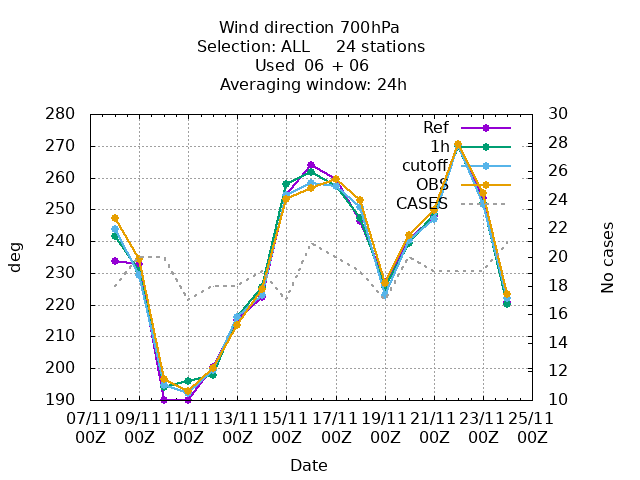 Wind direction 700hPa
Selection: ALL 24 stations
Used 06 + 06
Averaging window: 24h
280
270
260
250
240
230
220
210
200
190
30
28
26
24
22
20
18
16
14
12
10
Ref
1h
cutoff
OBS
CASES
deg
No cases
07/11 09/11 11/11 13/11 15/11 17/11 19/11 21/11 23/11 25/11
00Z 00Z 00Z 00Z 00Z 00Z 00Z 00Z 00Z 00Z
Date